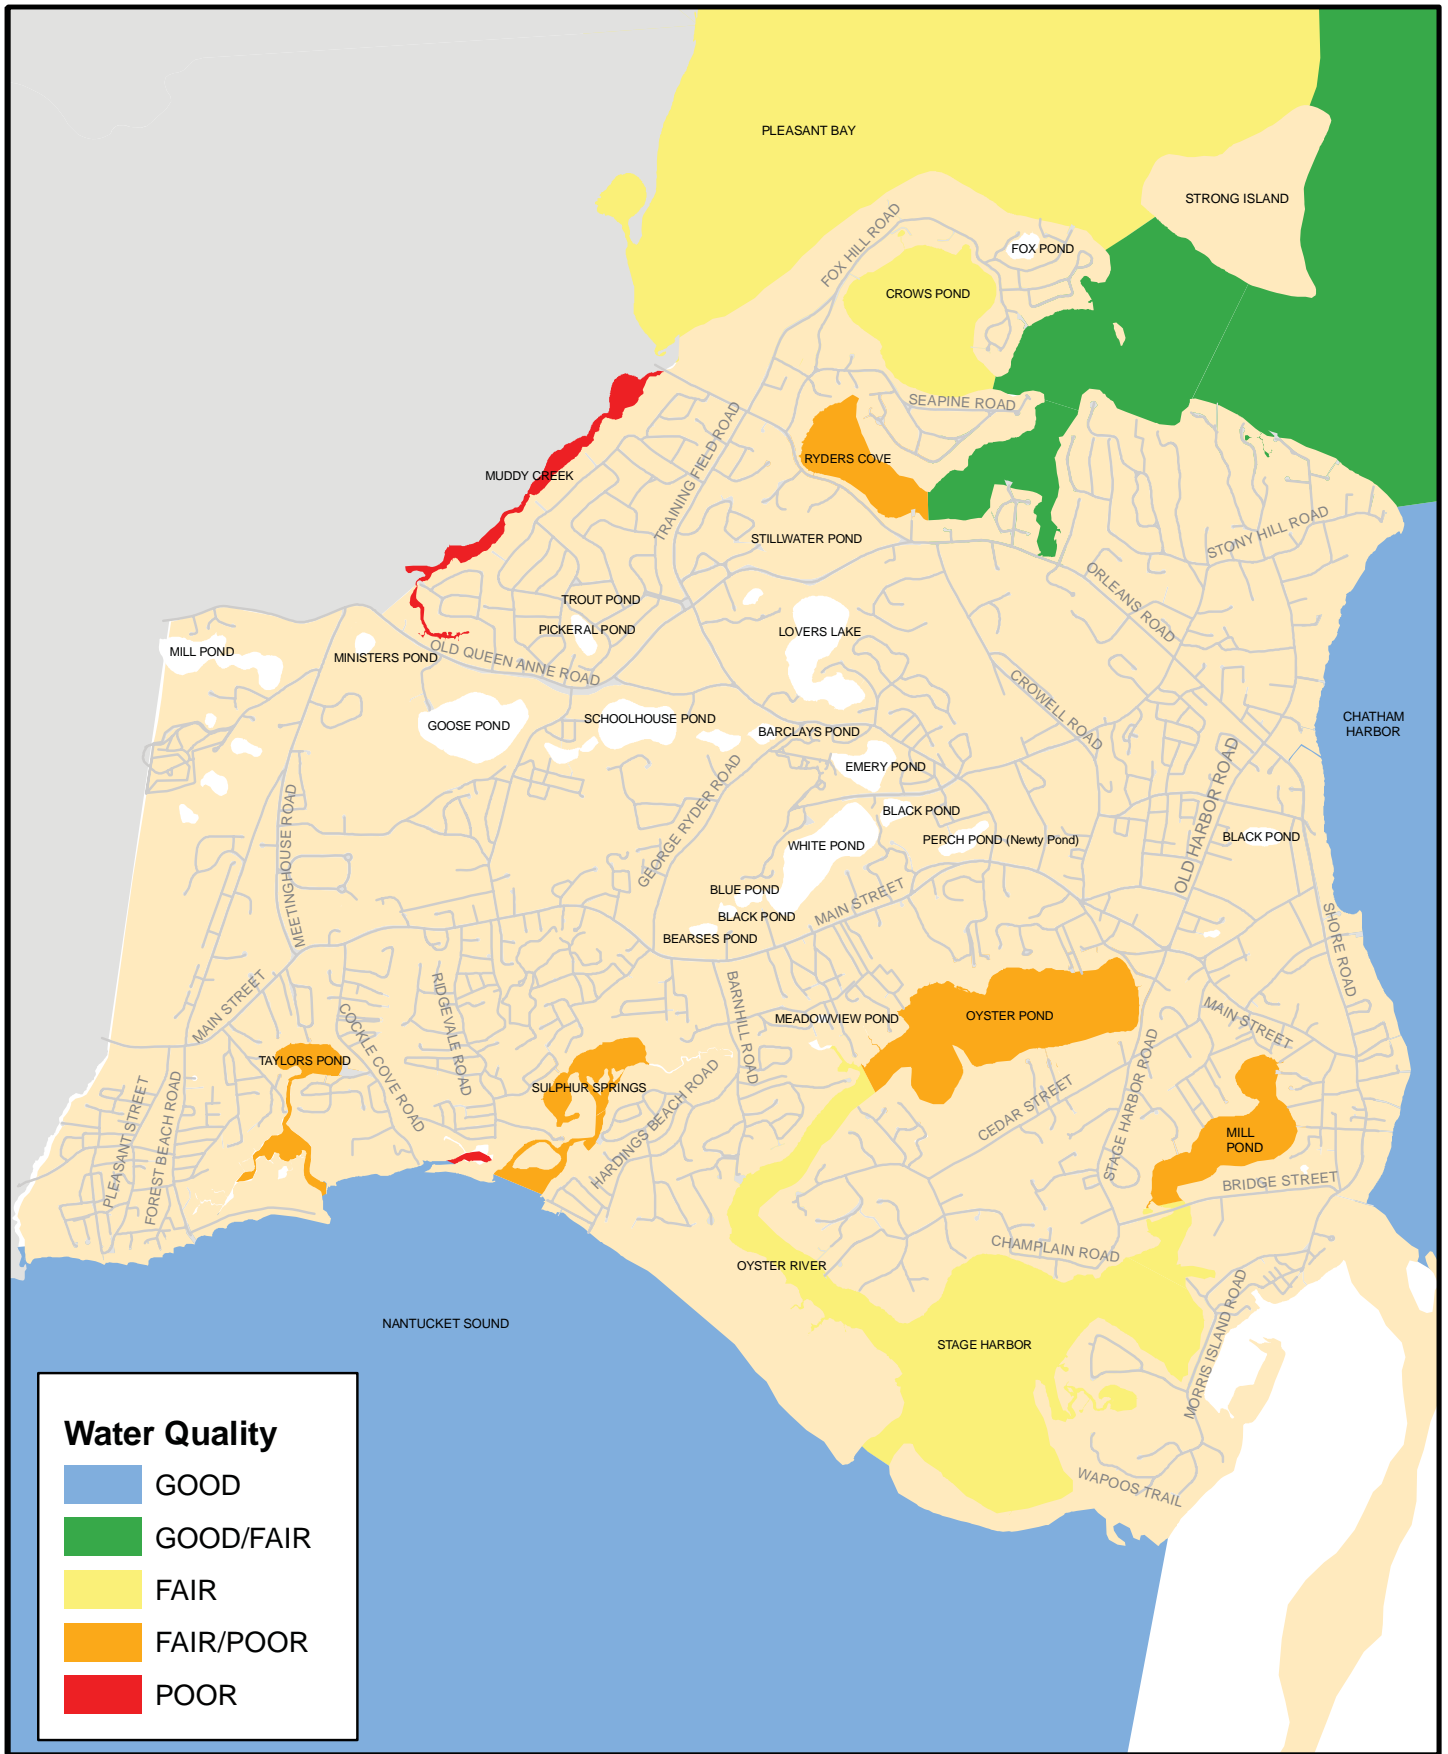 PLEASANT BAY
STRONG ISLAND
FOX HILL ROAD
FOX POND
CROWS POND
SEAPINE ROAD
TRAINING FIELD ROAD
RYDERS COVE
MUDDY CREEK
STILLWATER POND
STONY HILL ROAD
ORLEANS ROAD
TROUT POND
PICKERAL POND
LOVERS LAKE
MILL POND
MINISTERS POND
OLD QUEEN ANNE ROAD
CROWELL ROAD
GOOSE POND
SCHOOLHOUSE POND
BARCLAYS POND
CHATHAM
HARBOR
EMERY POND
OLD HARBOR ROAD
MEETINGHOUSE ROAD
GEORGE RYDER ROAD
BLACK POND
WHITE POND
PERCH POND (Newty Pond)
BLACK POND
BLUE POND
MAIN STREET
BLACK POND
BEARSES POND
SHORE ROAD
MAIN STREET
RIDGEVALE ROAD
BARNHILL ROAD
COCKLE COVE ROAD
MEADOWVIEW POND
OYSTER POND
MAIN STREET
TAYLORS POND
SULPHUR SPRINGS
HARDINGS BEACH ROAD
CEDAR STREET
STAGE HARBOR ROAD
PLEASANT STREET
FOREST BEACH ROAD
MILL
POND
BRIDGE STREET
CHAMPLAIN ROAD
OYSTER RIVER
NANTUCKET SOUND
STAGE HARBOR
MORRIS ISLAND ROAD
WAPOOS TRAIL
Water Quality
GOOD
GOOD/FAIR
FAIR
FAIR/POOR
POOR